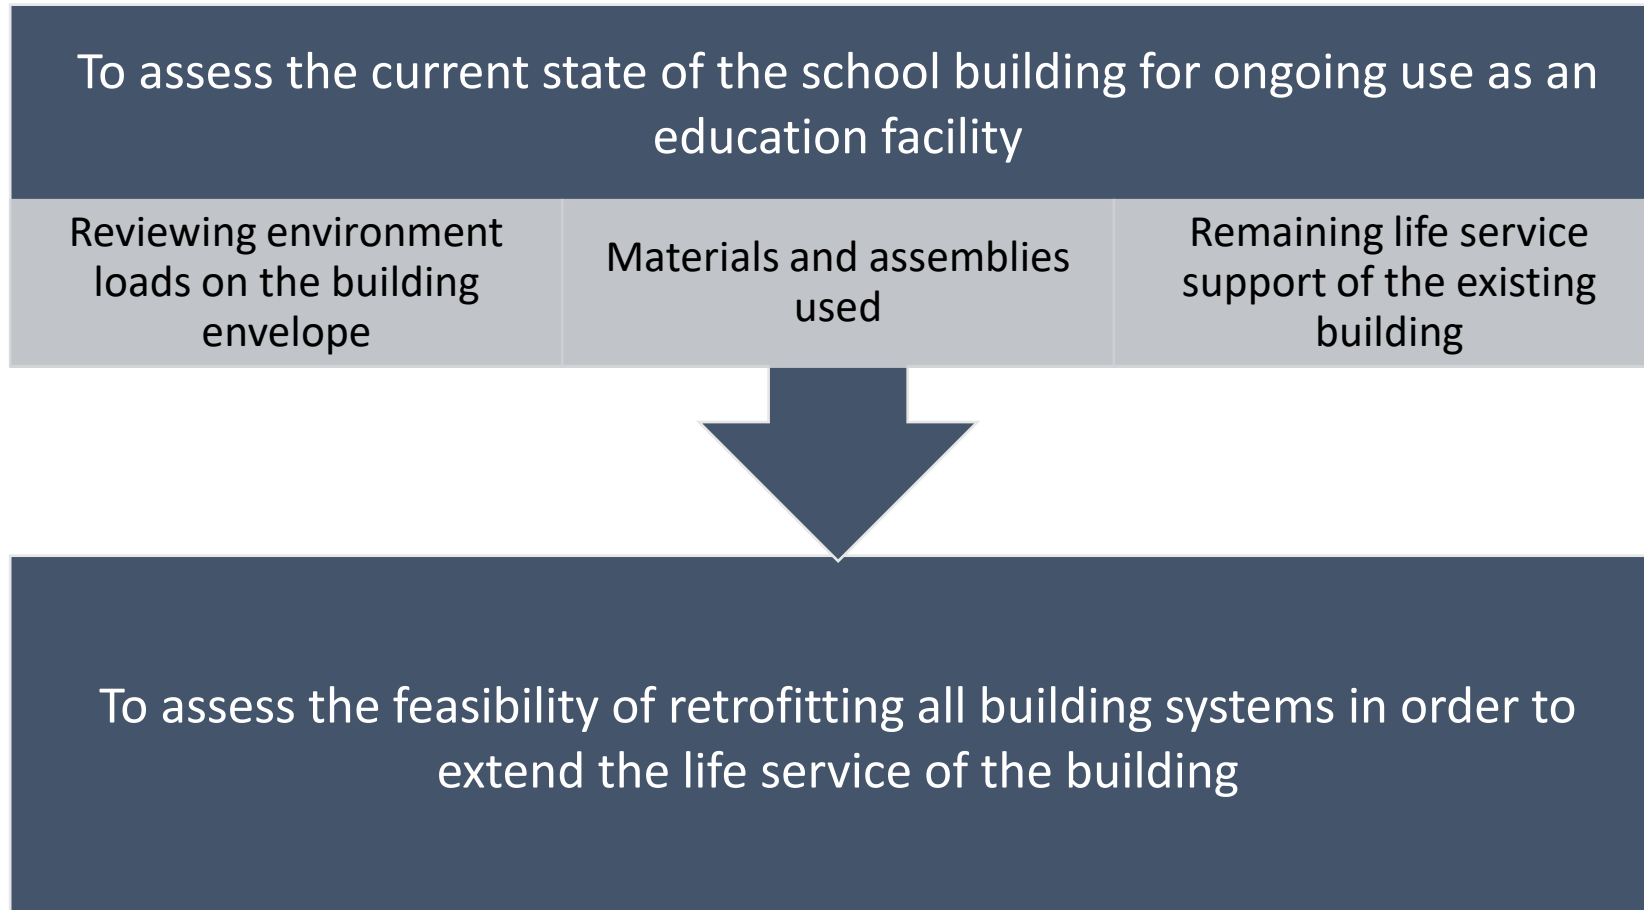 To assess the current state of the school building for ongoing use as an
education facility
Reviewing environment
loads on the building
envelope
Materials and assemblies
used
Remaining life service
support of the existing
building
To assess the feasibility of retrofitting all building systems in order to
extend the life service of the building